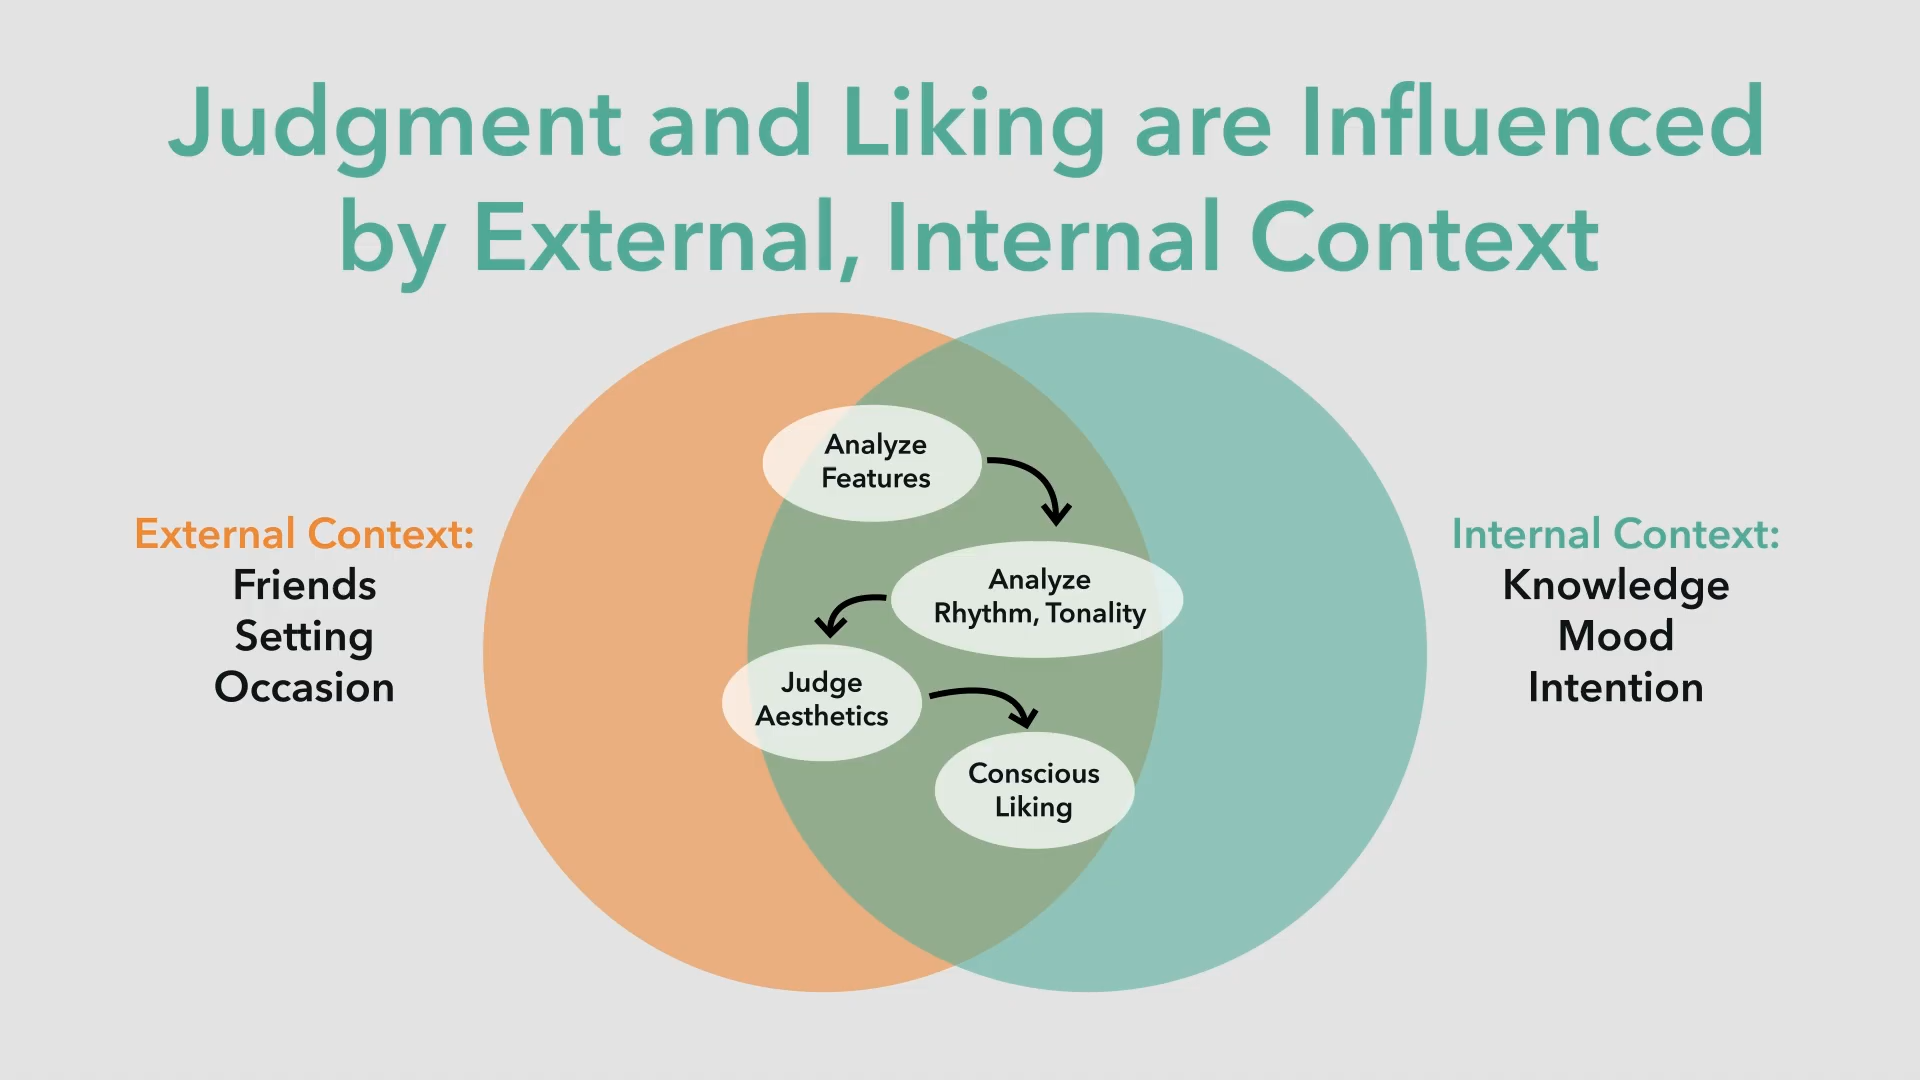 Judgment and Liking are Influenced
by External, Internal Context
Analyze
Features
Analyze
Rhythm, Tonality
Judge
Aesthetics
Conscious
Liking
External Context:
Friends
Setting
Occasion
Internal Context:
Knowledge
Mood
Intention